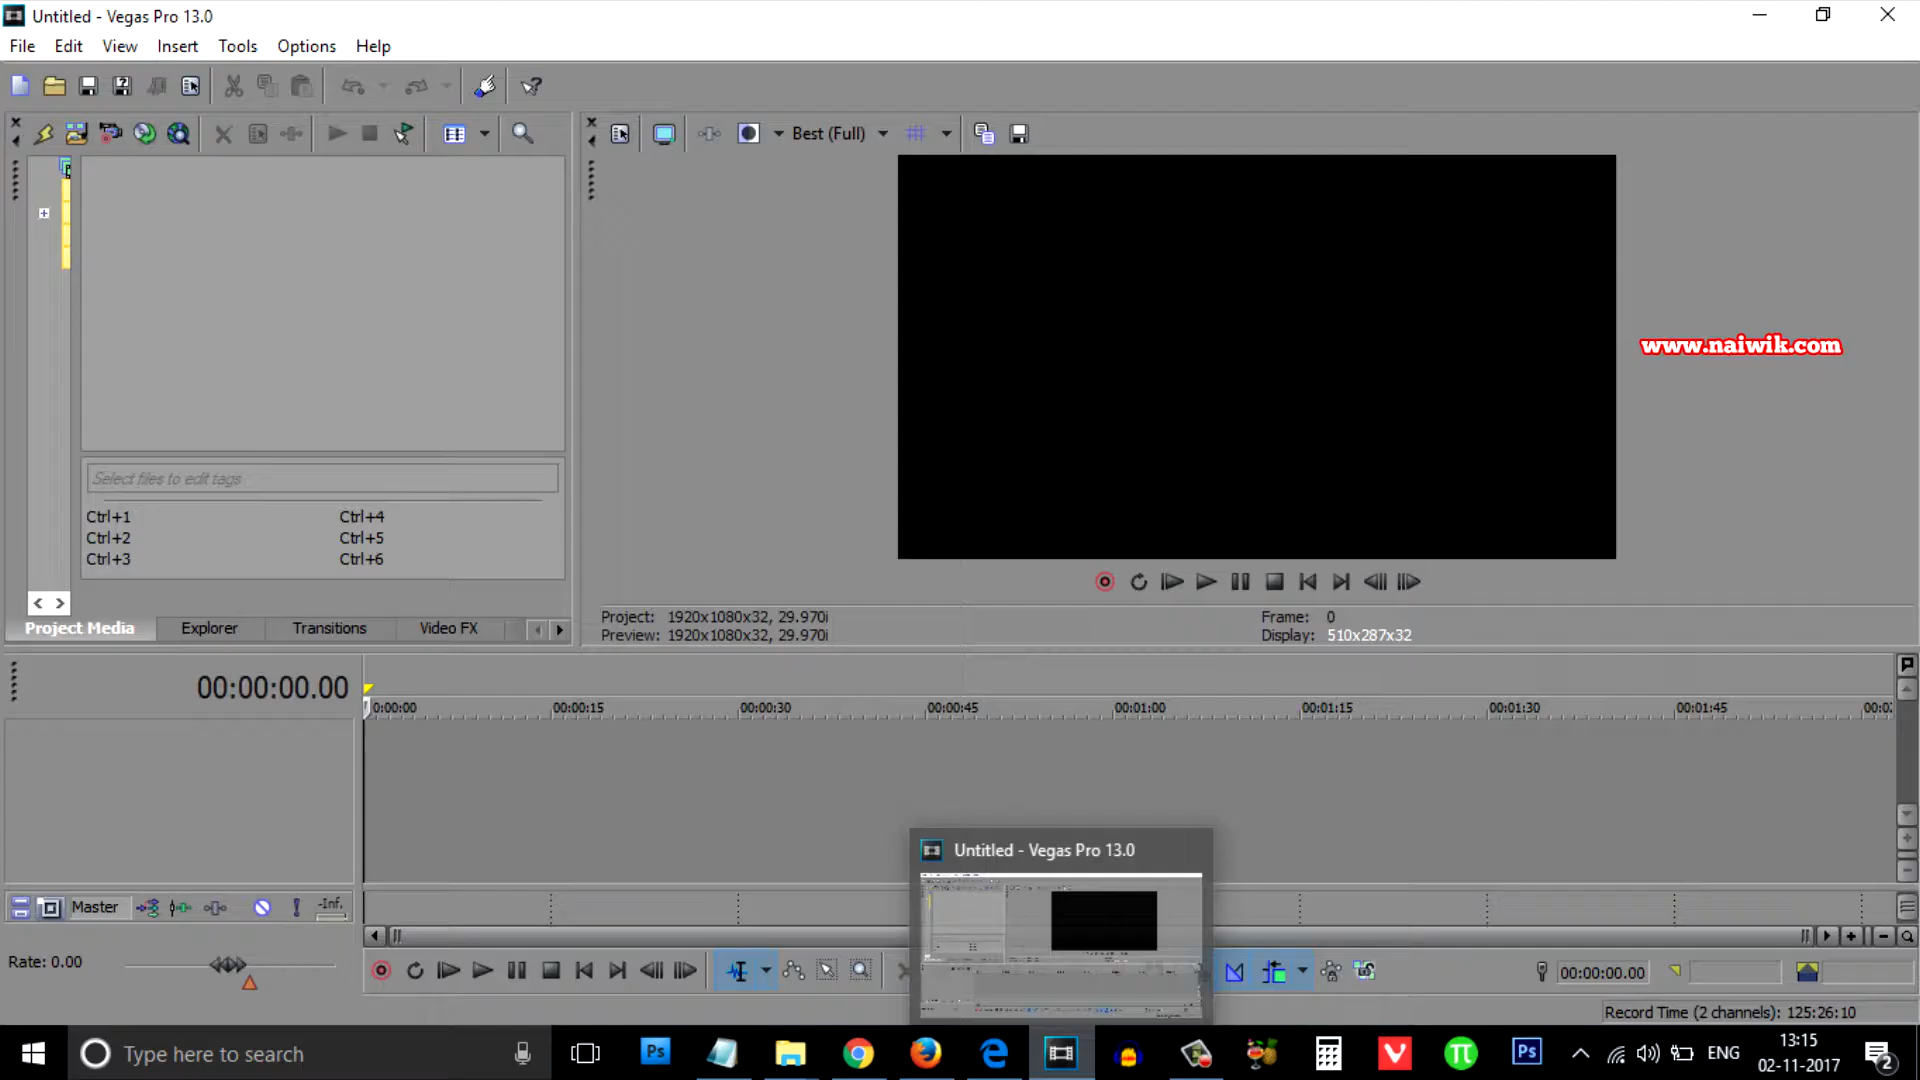 Untitled - Vegas Pro 13.0
File Edit View Insert Tools Options Help
Best (Full)
www.naiwik.com
Select files to edit tags
Ctrl+1 Ctrl+4
Ctrl+2 Ctrl+5
Ctrl+3 Ctrl+6
Project Media Explorer Transitions Video FX
Project: 1920x1080x32, 29.970i Frame: 0
Preview: 1920x1080x32, 29.970i Display: 510x287x32
00:00:00.00
0:00:00 00:00:15 00:00:30 00:00:45 00:01:00 00:01:15 00:01:30 00:01:45
Untitled - Vegas Pro 13.0
Master -Inf.
Rate: 0.00
00:00:00.00
Record Time (2 channels): 125:26:10
Type here to search
Ps
Ps
ENG
13:15
02-11-2017
2